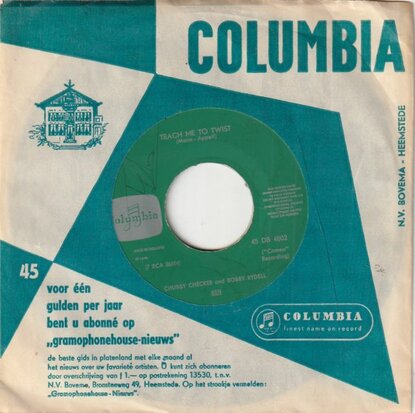 COLUMBIA
N.V. BOVEMA - HEEMSTEDE
TEACH ME TO TWIST
(Mann - Appell)
Columbia
45 DB 4802
("Cameo"
Recording)
CHUBBY CHECKER and BOBBY RYDELL
COLUMBIA
finest name on record
45
voor één
gulden per jaar
bent u abonné op
„gramophonehouse-nieuws”
de beste gids in platenland met elke maand al
het nieuws over uw favoriete artisten. U kunt zich abonneren
door overschrijving van f 1.— op postrekening 13530, t.n.v.
N.V. Bovema, Bronsteeweg 49, Heemstede. Op het strookje vermelden:
„Gramophonehouse - Nieuws”.